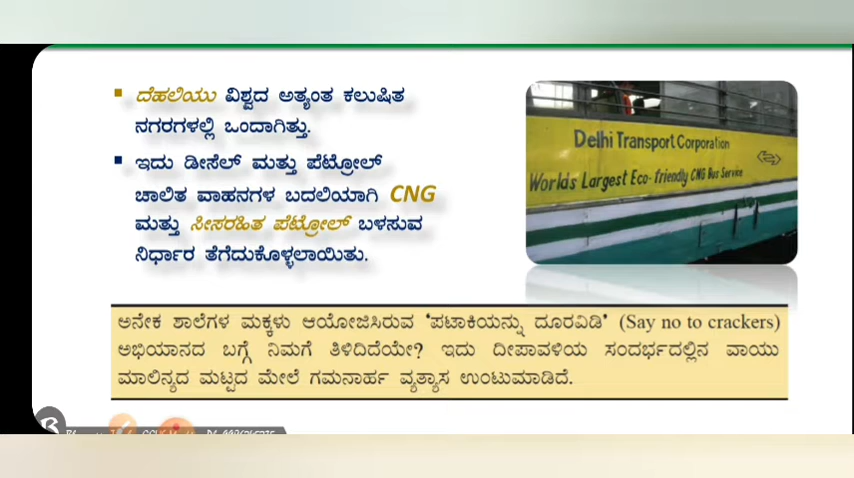 ದೆಹಲಿಯು ವಿಶ್ವದ ಅತ್ಯಂತ ಕಲುಷಿತ
ನಗರಗಳಲ್ಲಿ ಒಂದಾಗಿತ್ತು.
ಇದು ಡೀಸೆಲ್ ಮತ್ತು ಪೆಟ್ರೋಲ್
ಚಾಲಿತ ವಾಹನಗಳ ಬದಲಿಯಾಗಿ CNG
ಮತ್ತು ಸೀಸರಹಿತ ಪೆಟ್ರೋಲ್ ಬಳಸುವ
ನಿರ್ಧಾರ ತೆಗೆದುಕೊಳ್ಳಲಾಯಿತು.
Delhi Transport Corporation
World's Largest Eco-friendly CNG Bus Service
ಅನೇಕ ಶಾಲೆಗಳ ಮಕ್ಕಳು ಆಯೋಜಿಸಿರುವ 'ಪಟಾಕಿಯನ್ನು ದೂರವಿಡಿ' (Say no to crackers)
ಅಭಿಯಾನದ ಬಗ್ಗೆ ನಿಮಗೆ ತಿಳಿದಿದೆಯೇ? ಇದು ದೀಪಾವಳಿಯ ಸಂದರ್ಭದಲ್ಲಿನ ವಾಯು
ಮಾಲಿನ್ಯದ ಮಟ್ಟದ ಮೇಲೆ ಗಮನಾರ್ಹ ವ್ಯತ್ಯಾಸ ಉಂಟುಮಾಡಿದೆ.